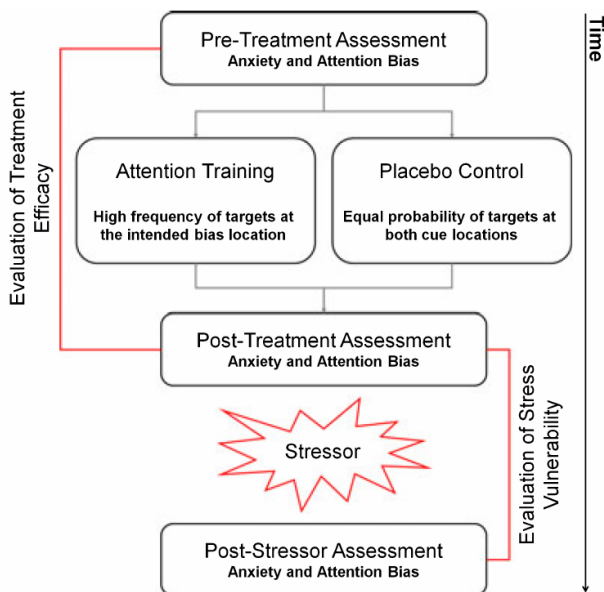 Pre-Treatment Assessment
Anxiety and Attention Bias
Time
Evaluation of Treatment
Efficacy
Attention Training
High frequency of targets at
the intended bias location
Placebo Control
Equal probability of targets at
both cue locations
Post-Treatment Assessment
Anxiety and Attention Bias
Evaluation of Stress
Vulnerability
Stressor
Post-Stressor Assessment
Anxiety and Attention Bias